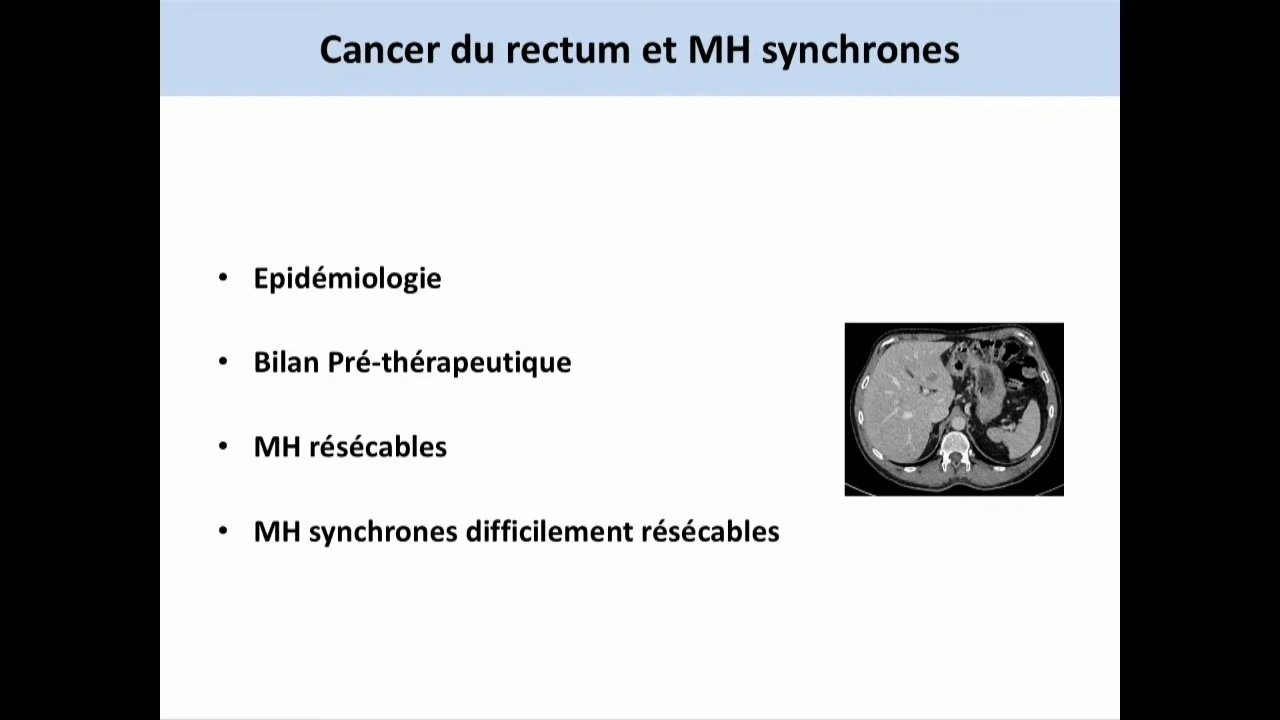 Cancer du rectum et MH synchrones
• Epidémiologie
• Bilan Pré-thérapeutique
• MH résécables
• MH synchrones difficilement résécables